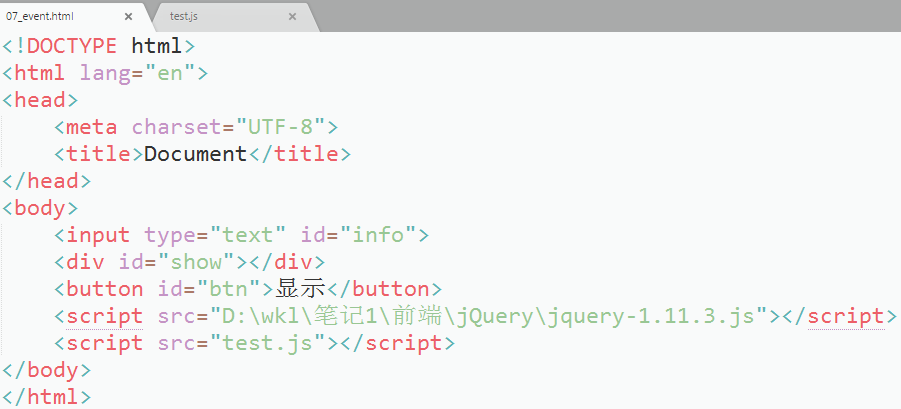 07_event.html × test.js ×
<!DOCTYPE html>
<html lang="en">
<head>
    <meta charset="UTF-8">
    <title>Document</title>
</head>
<body>
    <input type="text" id="info">
    <div id="show"></div>
    <button id="btn">显示</button>
    <script src="D:\wkl\笔记1\前端\jQuery\jquery-1.11.3.js"></script>
    <script src="test.js"></script>
</body>
</html>